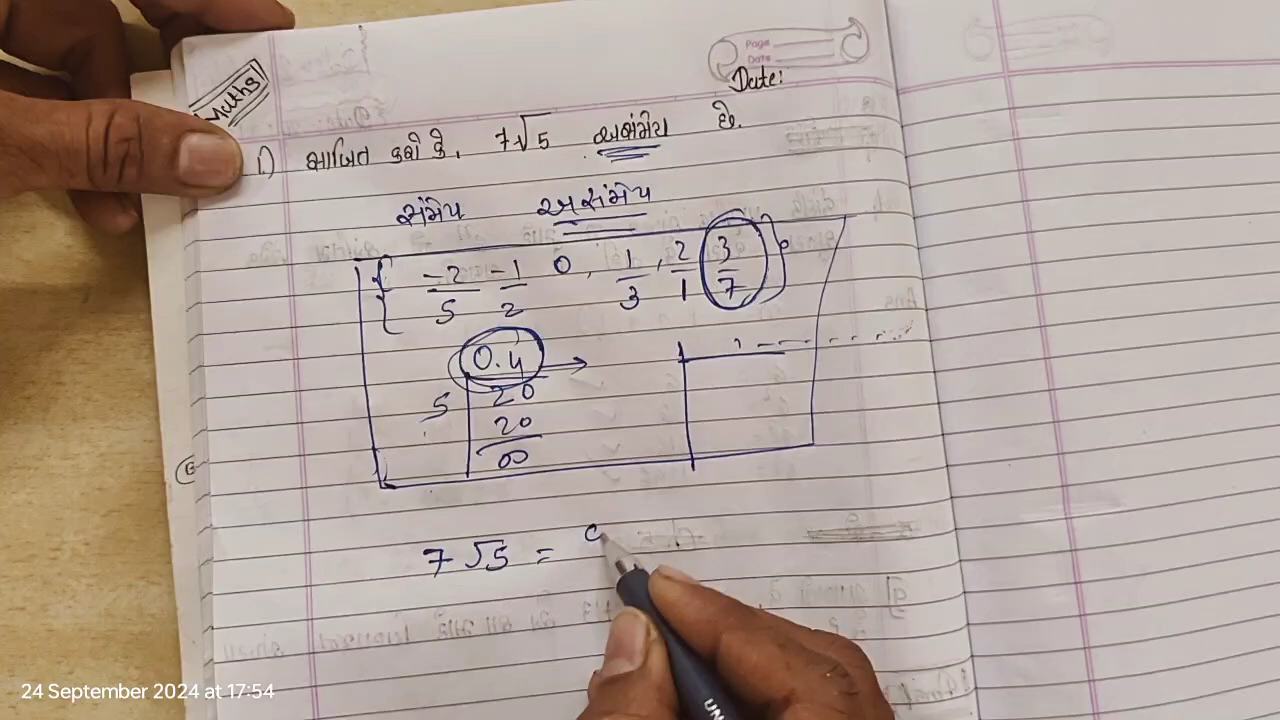 Maths
Page
Date
Date:
1) સાબિત કરો કે, 7√5 અસંમેય છે.
સંમેય અસંમેય
{ -2/5 -1/2 0, 1/3, 2/1 3/7 }
0.4
5 20
20
00
7√5 =
UN
24 September 2024 at 17:54